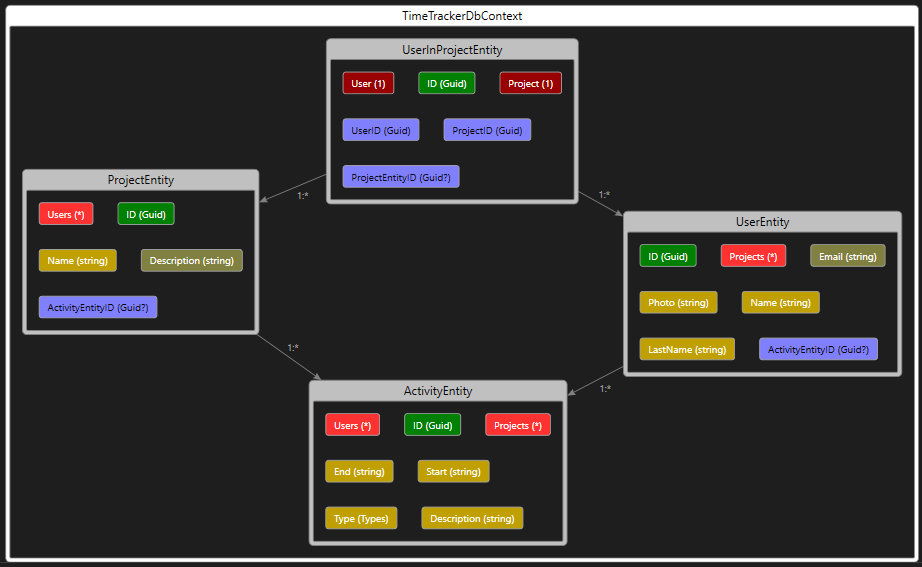 TimeTrackerDbContext
UserInProjectEntity
User (1) ID (Guid) Project (1)
UserID (Guid) ProjectID (Guid)
ProjectEntityID (Guid?)
ProjectEntity
Users (*) ID (Guid)
Name (string) Description (string)
ActivityEntityID (Guid?)
1:*
1:*
UserEntity
ID (Guid) Projects (*) Email (string)
Photo (string) Name (string)
LastName (string) ActivityEntityID (Guid?)
1:*
1:*
ActivityEntity
Users (*) ID (Guid) Projects (*)
End (string) Start (string)
Type (Types) Description (string)